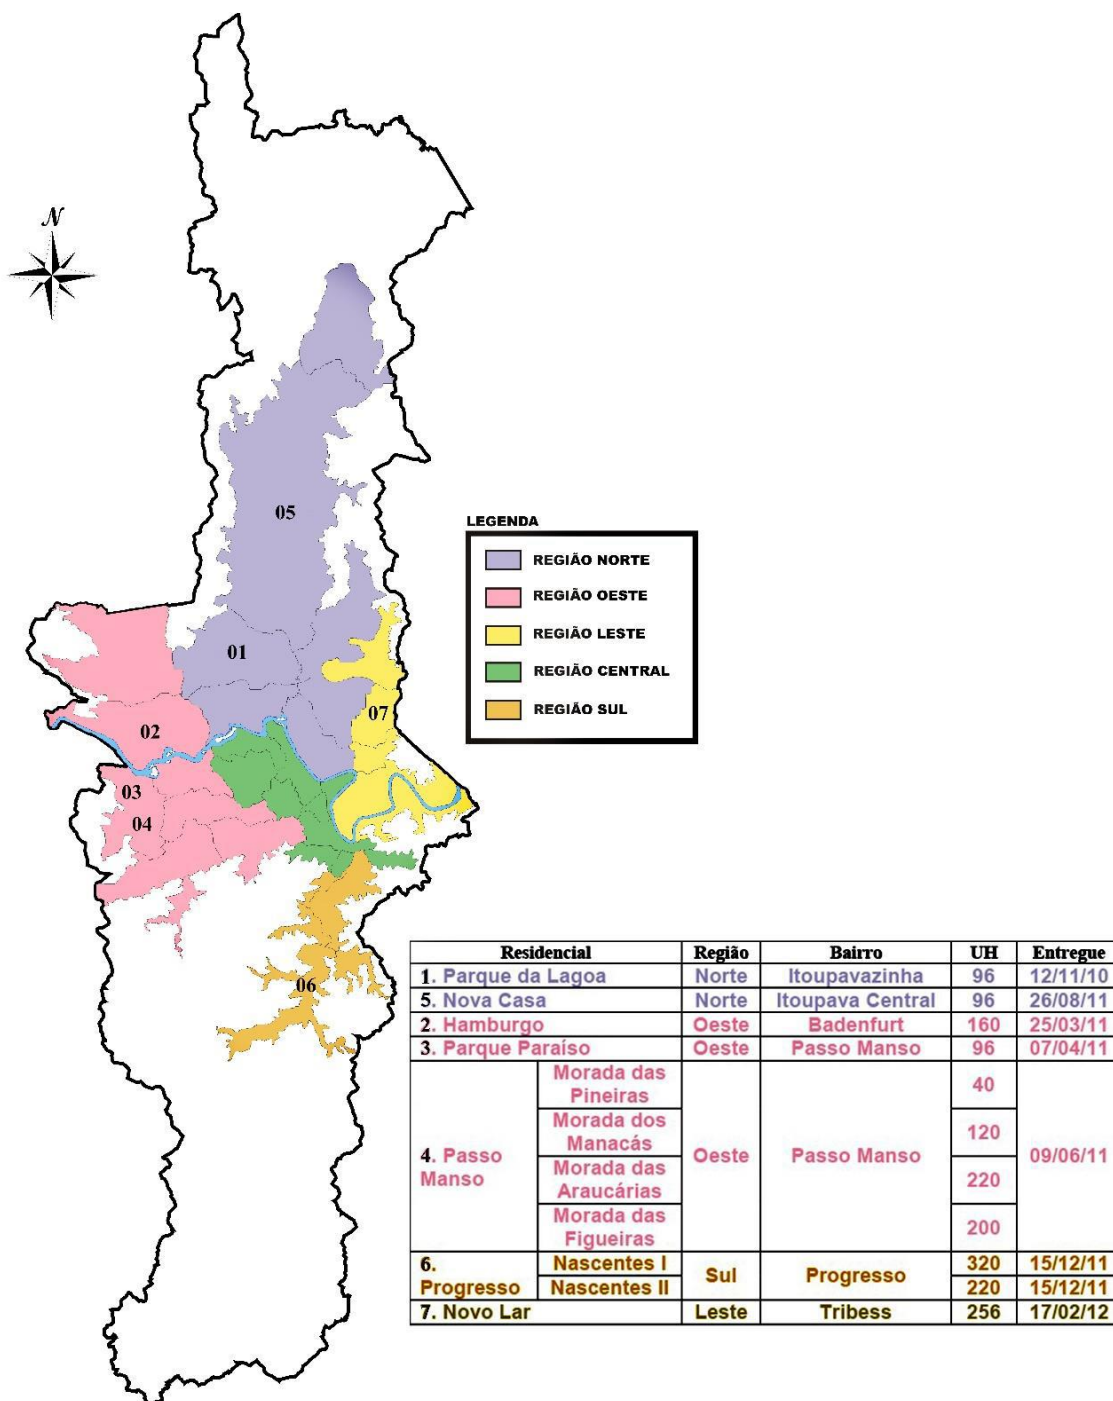 N
05
LEGENDA
REGIÃO NORTE
REGIÃO OESTE
REGIÃO LESTE
REGIÃO CENTRAL
REGIÃO SUL
01
02
07
03
04
06
Residencial Região Bairro UH Entregue
1. Parque da Lagoa Norte Itoupavazinha 96 12/11/10
5. Nova Casa Norte Itoupava Central 96 26/08/11
2. Hamburgo Oeste Badenfurt 160 25/03/11
3. Parque Paraíso Oeste Passo Manso 96 07/04/11
4. Passo Manso Morada das Pineiras Oeste Passo Manso 40 09/06/11
Morada dos Manacás 120
Morada das Araucárias 220
Morada das Figueiras 200
6. Progresso Nascentes I Sul Progresso 320 15/12/11
Nascentes II 220 15/12/11
7. Novo Lar Leste Tribess 256 17/02/12